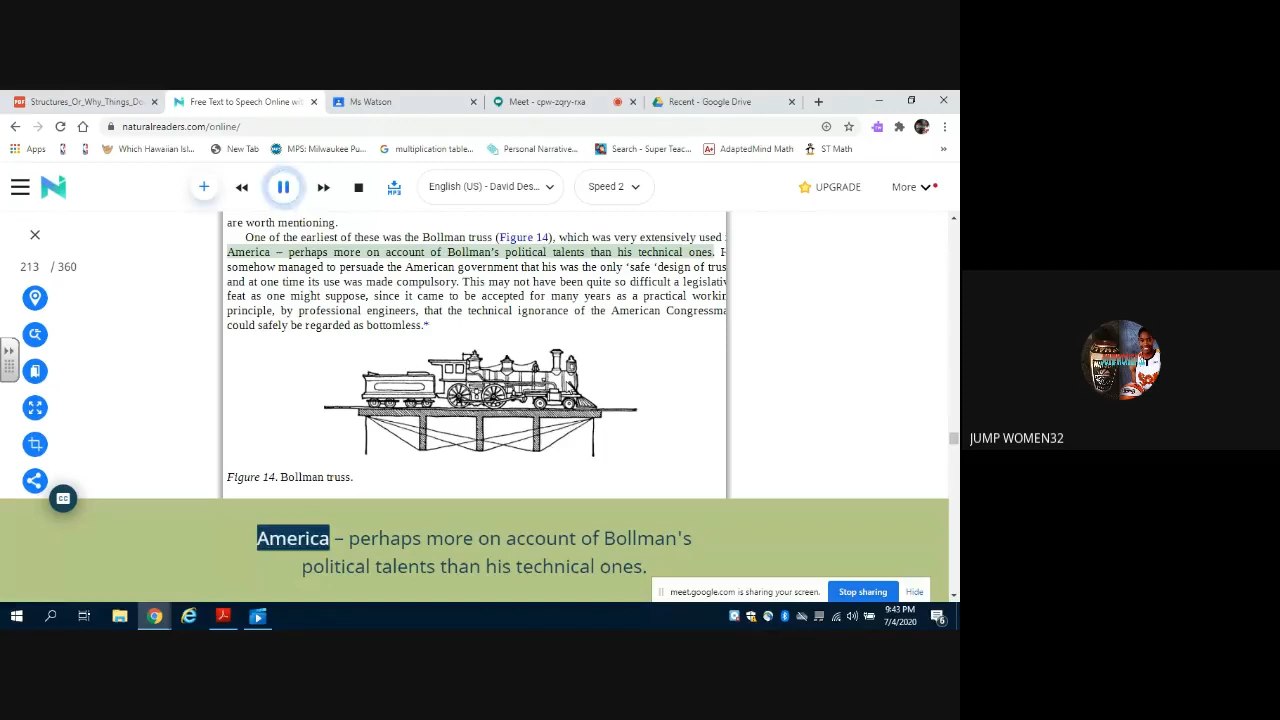 Structures_Or_Why_Things_Do
Free Text to Speech Online wit
Ms Watson
Meet - cpw-zqry-rxa
Recent - Google Drive
naturalreaders.com/online/
Apps
Which Hawaiian Isl...
New Tab
MPS: Milwaukee Pu...
multiplication table...
Personal Narrative...
Search - Super Teac...
AdaptedMind Math
ST Math
»
English (US) - David Des...
Speed 2
UPGRADE
More
MP3
213 / 360
are worth mentioning.
One of the earliest of these was the Bollman truss (Figure 14), which was very extensively used
America – perhaps more on account of Bollman's political talents than his technical ones. H
somehow managed to persuade the American government that his was the only ‘safe ‘design of trus
and at one time its use was made compulsory. This may not have been quite so difficult a legislativ
feat as one might suppose, since it came to be accepted for many years as a practical workin
principle, by professional engineers, that the technical ignorance of the American Congressma
could safely be regarded as bottomless.*
Figure 14. Bollman truss.
CC
America – perhaps more on account of Bollman's
political talents than his technical ones.
meet.google.com is sharing your screen.
Stop sharing
Hide
9:43 PM
7/4/2020
6
JUMP WOMEN32